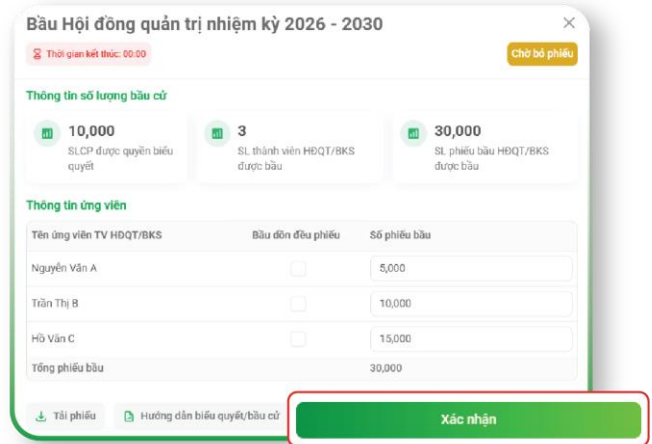 Bầu Hội đồng quản trị nhiệm kỳ 2026 - 2030
Thời gian kết thúc: 00:00
Chờ bỏ phiếu
Thông tin số lượng bầu cử
10,000
SLCP được quyền biểu
quyết
3
SL thành viên HĐQT/BKS
được bầu
30,000
SL phiếu bầu HĐQT/BKS
được bầu
Thông tin ứng viên
Tên ứng viên TV HĐQT/BKS Bầu dồn đều phiếu Số phiếu bầu
Nguyễn Văn A 5,000
Trần Thị B 10,000
Hồ Văn C 15,000
Tổng phiếu bầu 30,000
Tải phiếu Hướng dẫn biểu quyết/bầu cử Xác nhận